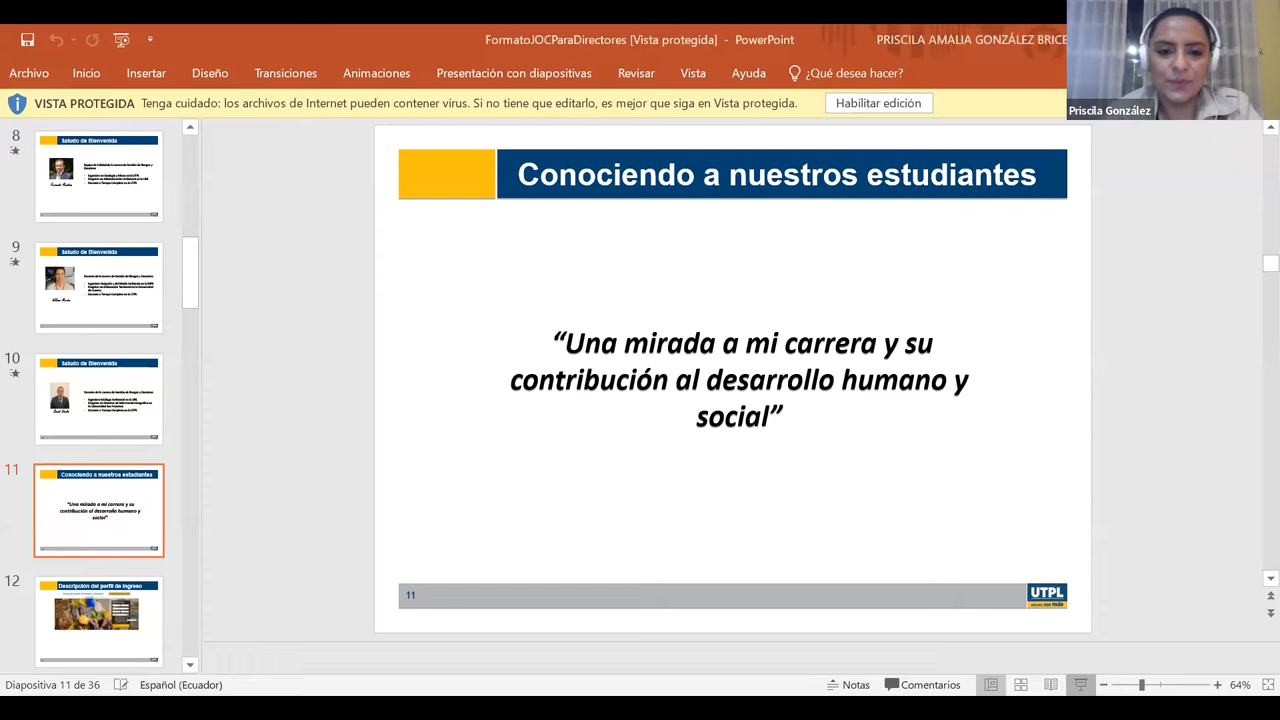 FormatoJOCParaDirectores [Vista protegida] - PowerPoint
PRISCILA AMALIA GONZÁLEZ BRICE
Archivo Inicio Insertar Diseño Transiciones Animaciones Presentación con diapositivas Revisar Vista Ayuda ¿Qué desea hacer?
Priscila González
VISTA PROTEGIDA Tenga cuidado: los archivos de Internet pueden contener virus. Si no tiene que editarlo, es mejor que siga en Vista protegida. Habilitar edición
8
Saludo de Bienvenida
9
Saludo de Bienvenida
10
Saludo de Bienvenida
11
Conociendo a nuestros estudiantes
“Una mirada a mi carrera y su
contribución al desarrollo humano y
social”
12
Descripción del perfil de ingreso
Conociendo a nuestros estudiantes
“Una mirada a mi carrera y su
contribución al desarrollo humano y
social”
11
UTPL
Diapositiva 11 de 36 Español (Ecuador) Notas Comentarios 64%